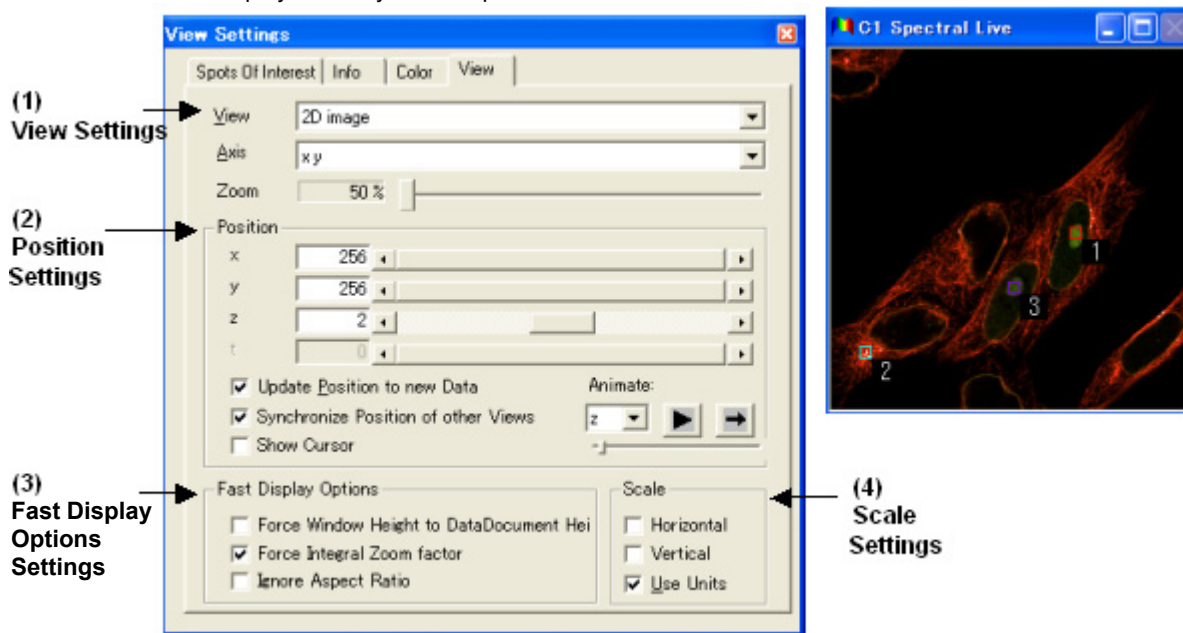 View Settings
Spots Of Interest Info Color View
(1)
View Settings
View 2D image
Axis x y
Zoom 50 %
(2)
Position
Settings
Position
x 256
y 256
z 2
t 0
Update Position to new Data
Synchronize Position of other Views
Show Cursor
Animate:
z
(3)
Fast Display
Options
Settings
Fast Display Options
Force Window Height to DataDocument Hei
Force Integral Zoom factor
Ignore Aspect Ratio
Scale
Horizontal
Vertical
Use Units
(4)
Scale
Settings
C1 Spectral Live
1
3
2